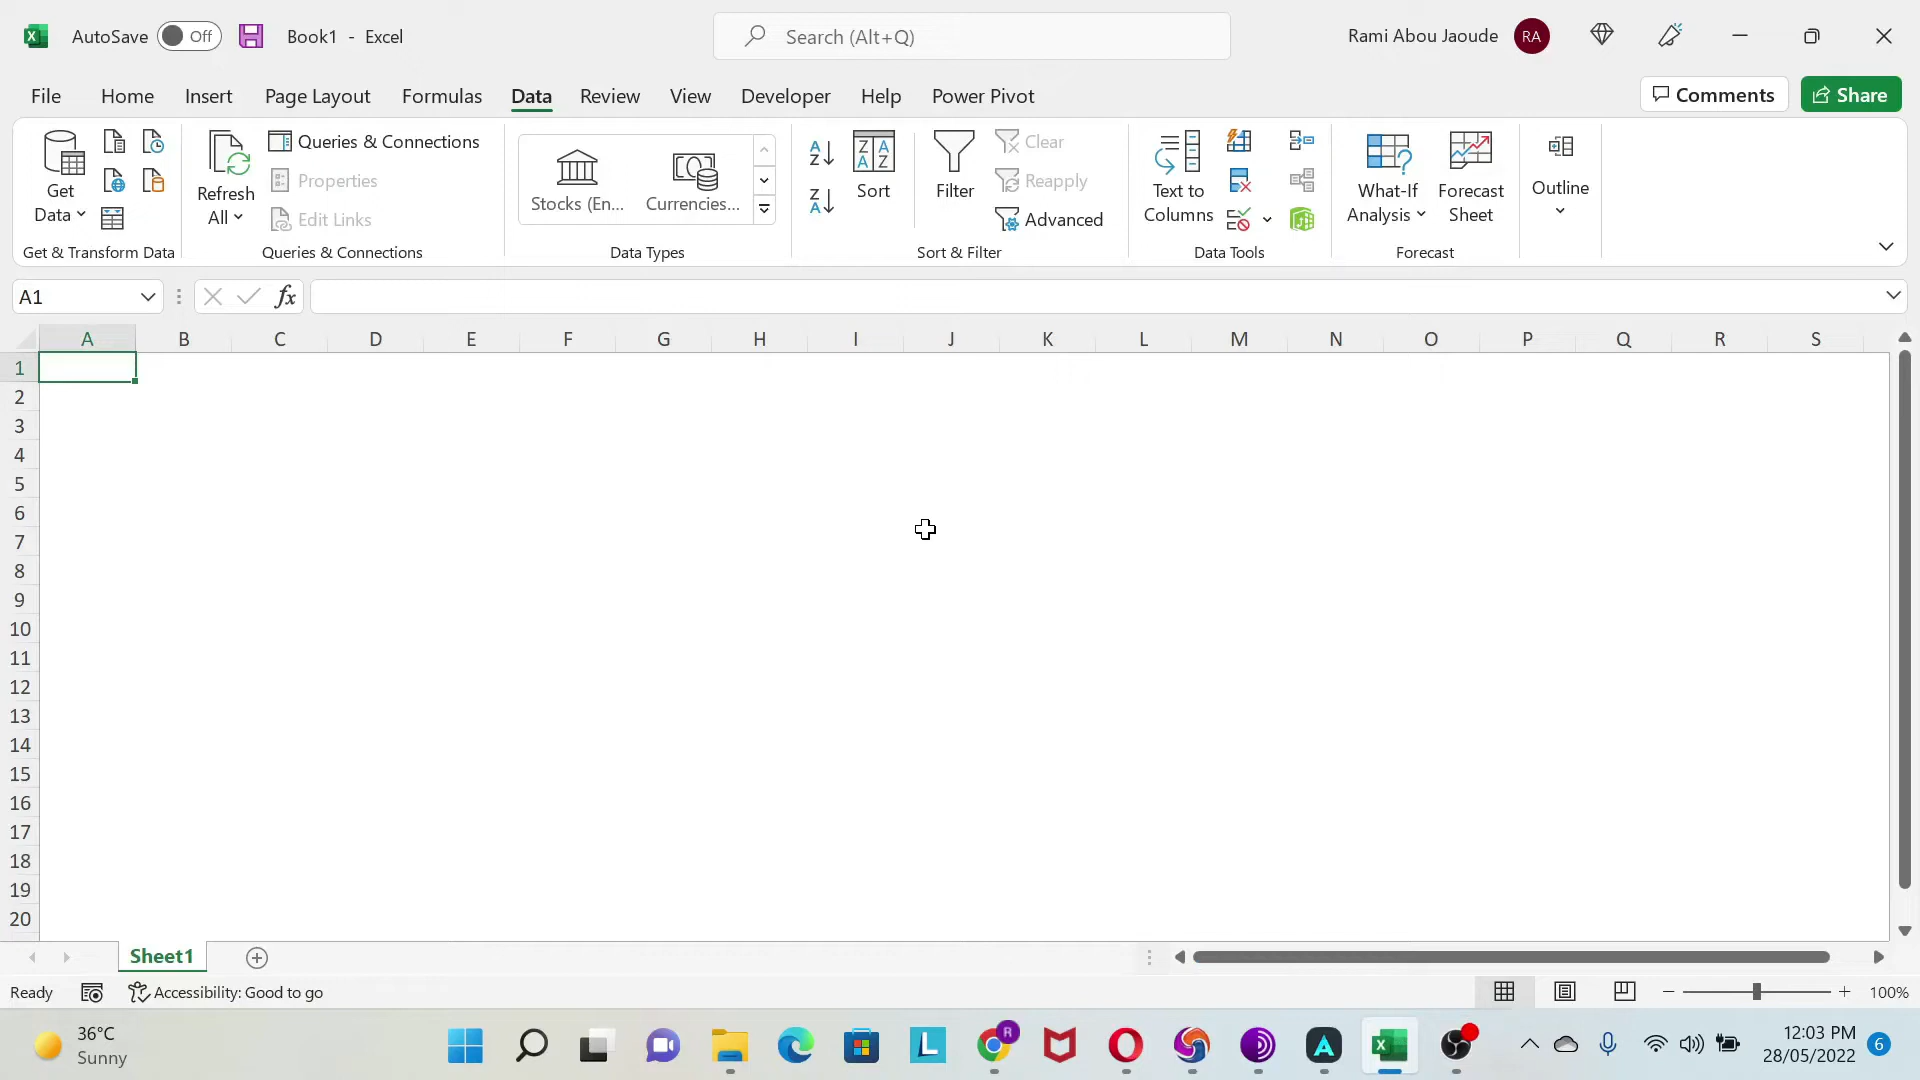 AutoSave Off Book1 - Excel Search (Alt+Q) Rami Abou Jaoude RA
File Home Insert Page Layout Formulas Data Review View Developer Help Power Pivot Comments Share
Get Data
Refresh All
Queries & Connections
Properties
Edit Links
Stocks (En... Currencies...
Sort
Filter
Clear
Reapply
Advanced
Text to Columns
What-If Analysis
Forecast Sheet
Outline
Get & Transform Data Queries & Connections Data Types Sort & Filter Data Tools Forecast
A1 fx
A B C D E F G H I J K L M N O P Q R S
1
2
3
4
5
6
7
8
9
10
11
12
13
14
15
16
17
18
19
20
Sheet1
Ready Accessibility: Good to go 100%
36°C
Sunny
12:03 PM
28/05/2022
6